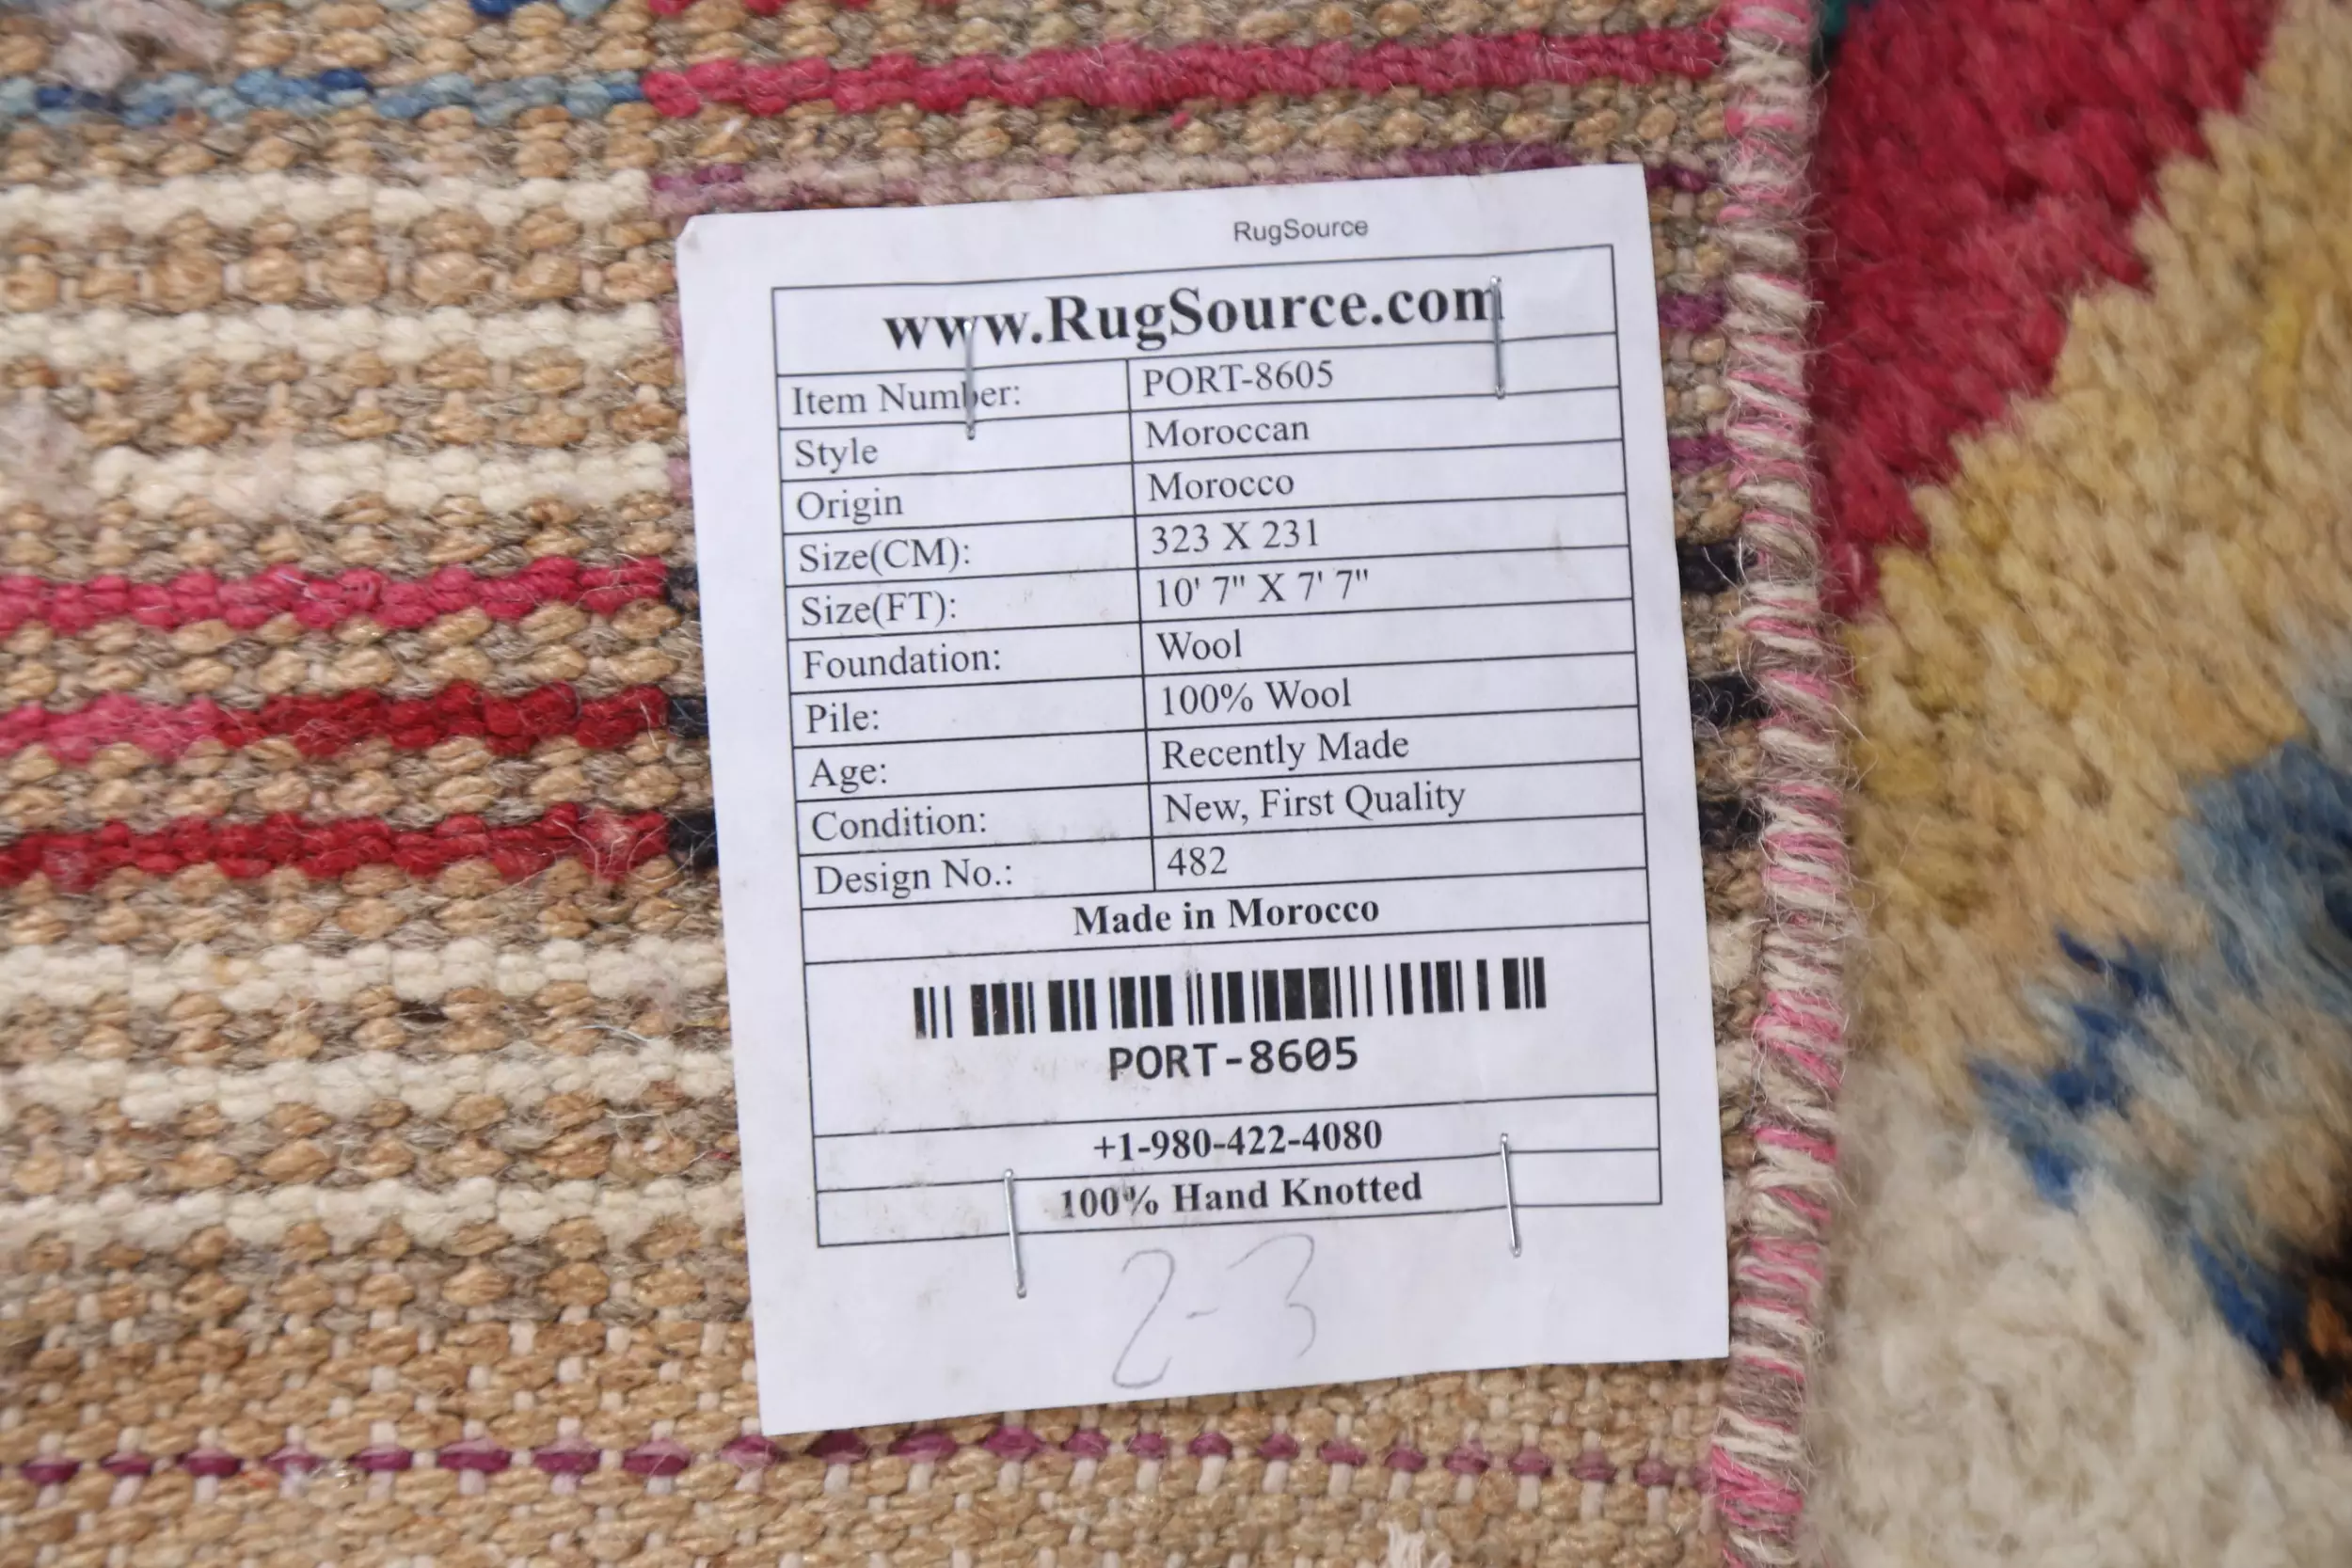 RugSource
www.RugSource.com
Item Number: PORT-8605
Style Moroccan
Origin Morocco
Size(CM): 323 X 231
Size(FT): 10' 7" X 7' 7"
Foundation: Wool
Pile: 100% Wool
Age: Recently Made
Condition: New, First Quality
Design No.: 482
Made in Morocco
PORT-8605
+1-980-422-4080
100% Hand Knotted
2-3